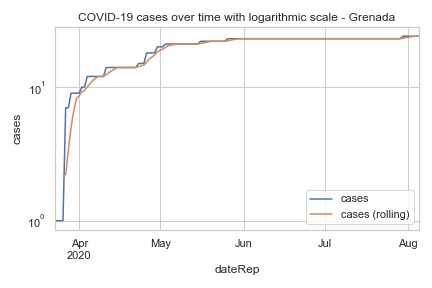 COVID-19 cases over time with logarithmic scale - Grenada
cases
10¹
10⁰
Apr
2020
May
Jun
Jul
Aug
dateRep
cases
cases (rolling)